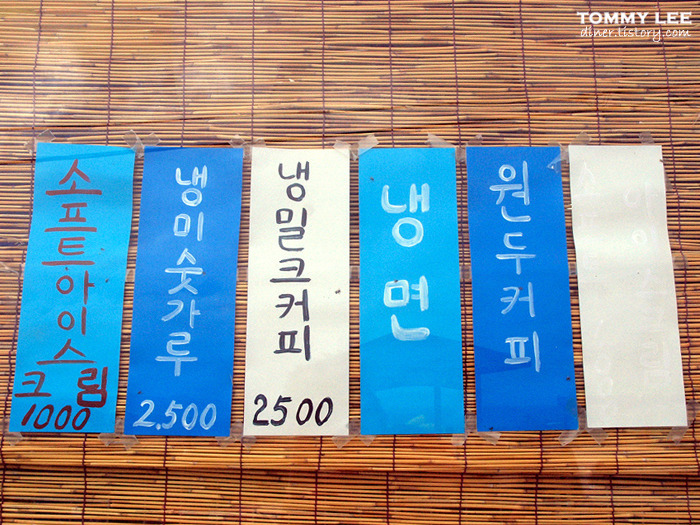 TOMMY LEE
diner.tistory.com
소프트아이스크림
1000
냉미숫가루
2.500
냉밀크커피
2500
냉면
원두커피